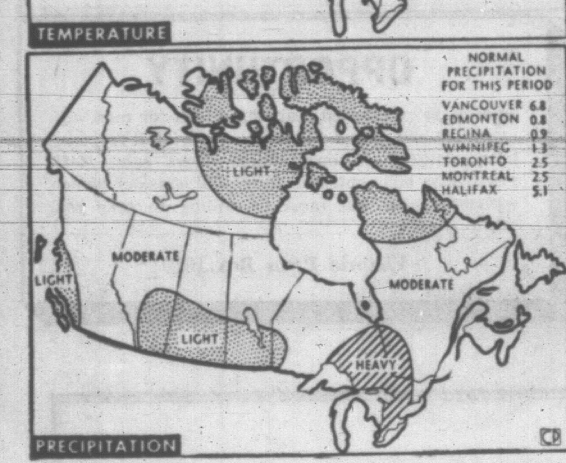 TEMPERATURE
NORMAL
PRECIPITATION
FOR THIS PERIOD
VANCOUVER 6.8
EDMONTON 0.8
REGINA 0.9
WINNIPEG 1.3
TORONTO 2.5
MONTREAL 2.5
HALIFAX 5.1
LIGHT
MODERATE
LIGHT
MODERATE
LIGHT
HEAVY
PRECIPITATION
CP